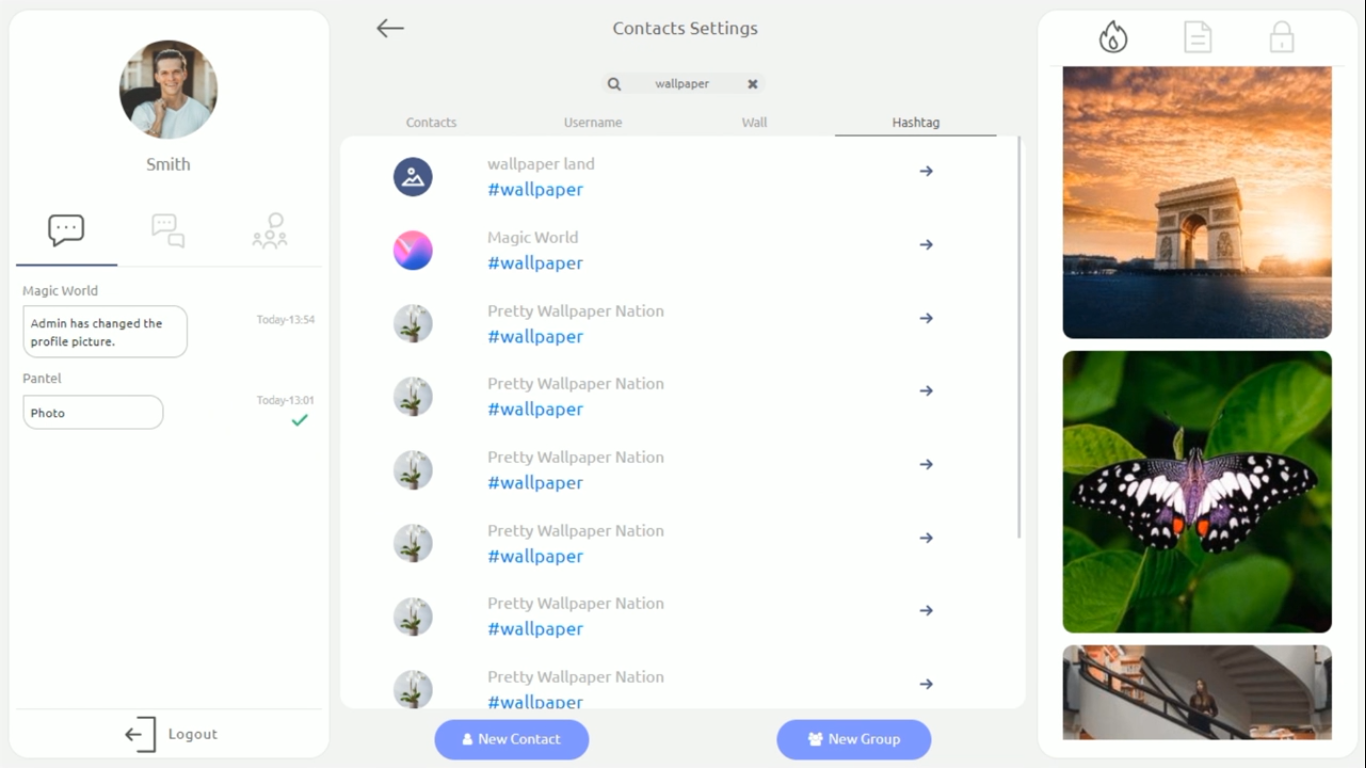 Smith
Magic World
Admin has changed the
profile picture.
Today-13:54
Pantel
Photo
Today-13:01
Logout
Contacts Settings
wallpaper
Contacts
Username
Wall
Hashtag
wallpaper land
#wallpaper
Magic World
#wallpaper
Pretty Wallpaper Nation
#wallpaper
Pretty Wallpaper Nation
#wallpaper
Pretty Wallpaper Nation
#wallpaper
Pretty Wallpaper Nation
#wallpaper
Pretty Wallpaper Nation
#wallpaper
Pretty Wallpaper Nation
#wallpaper
New Contact
New Group